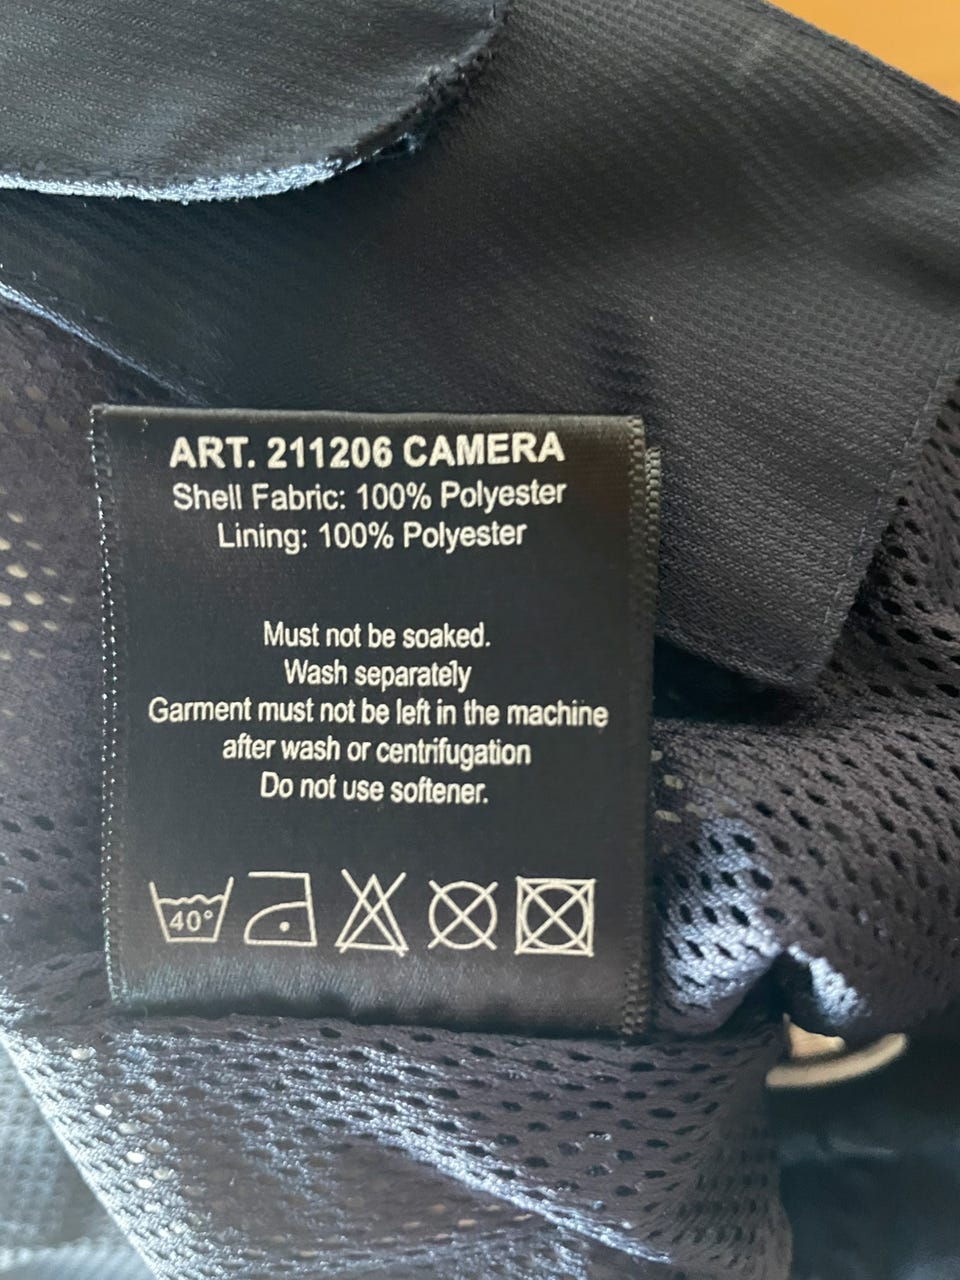 ART. 211206 CAMERA
Shell Fabric: 100% Polyester
Lining: 100% Polyester
Must not be soaked.
Wash separately
Garment must not be left in the machine
after wash or centrifugation
Do not use softener.
40°